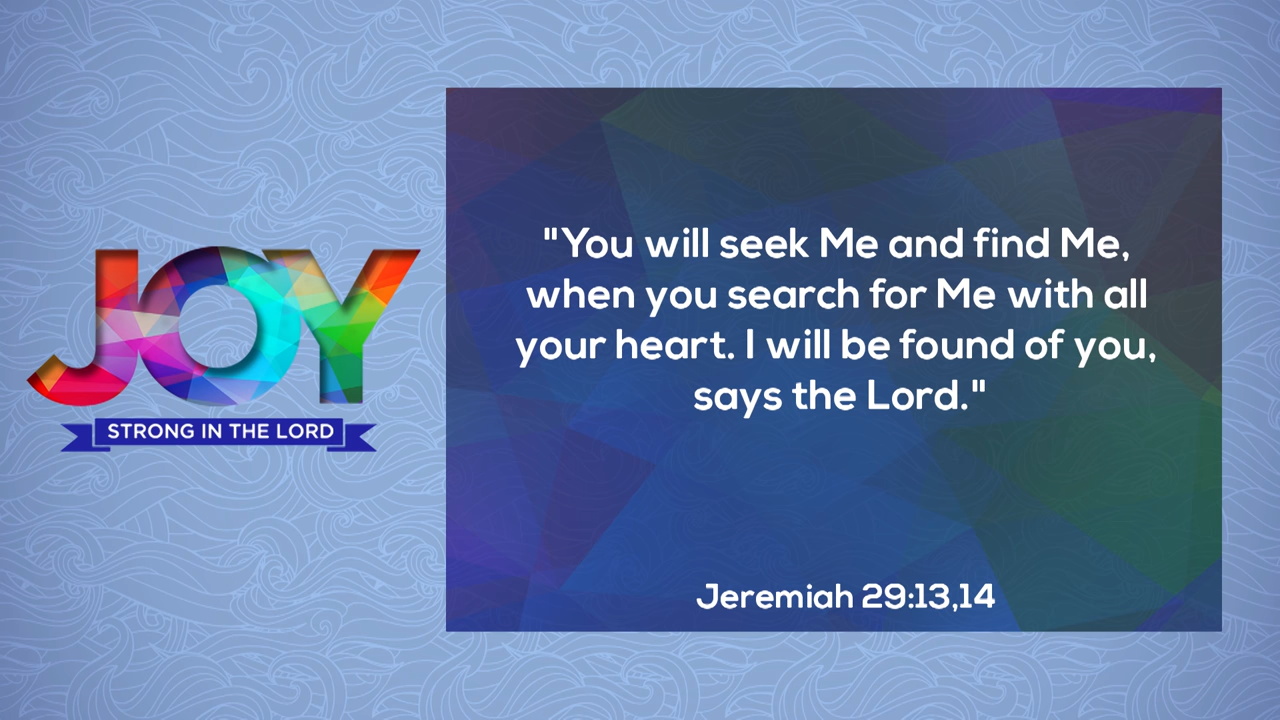 JOY
STRONG IN THE LORD
"You will seek Me and find Me,
when you search for Me with all
your heart. I will be found of you,
says the Lord."
Jeremiah 29:13,14